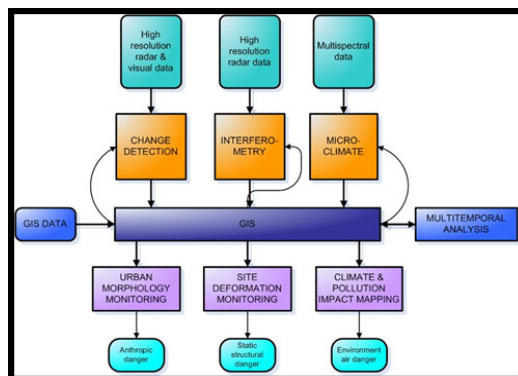 High
resolution
radar &
visual data
High
resolution
radar data
Multispectral
data
CHANGE
DETECTION
INTERFERO-
METRY
MICRO-
CLIMATE
GIS DATA
GIS
MULTITEMPORAL
ANALYSIS
URBAN
MORPHOLOGY
MONITORING
SITE
DEFORMATION
MONITORING
CLIMATE &
POLLUTION
IMPACT MAPPING
Anthropic
danger
Static
structural
danger
Environment
air danger